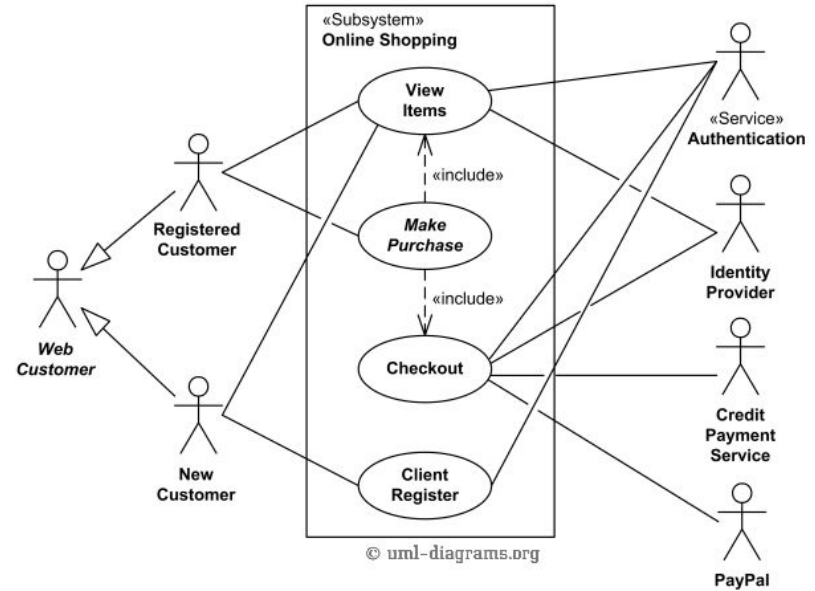 «Subsystem»
Online Shopping
View
Items
«Service»
Authentication
«include»
Registered
Customer
Make
Purchase
Identity
Provider
«include»
Web
Customer
Checkout
Credit
Payment
Service
New
Customer
Client
Register
© uml-diagrams.org
PayPal